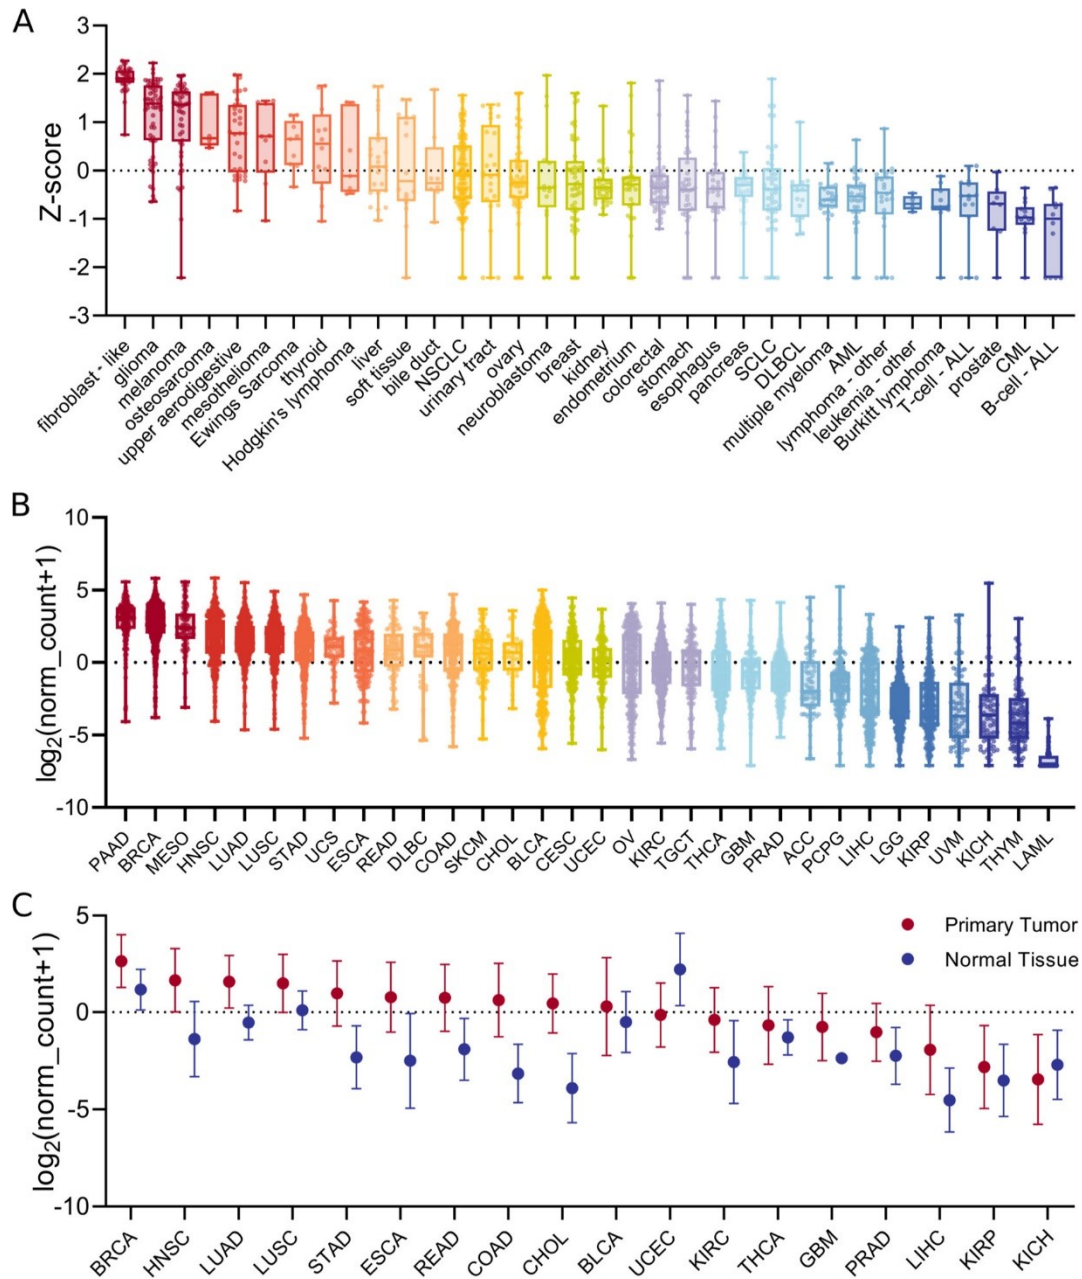 A
Z-score
3
2
1
0
-1
-2
-3
fibroblast - like
glioma
melanoma
osteosarcoma
upper aerodigestive
mesothelioma
Ewings Sarcoma
thyroid
Hodgkin's lymphoma
liver
soft tissue
bile duct
NSCLC
urinary tract
ovary
neuroblastoma
breast
kidney
endometrium
colorectal
stomach
esophagus
pancreas
SCLC
DLBCL
multiple myeloma
AML
lymphoma - other
leukemia - other
Burkitt lymphoma
T-cell - ALL
prostate
CML
B-cell - ALL
B
log2(norm_count+1)
10
5
0
-5
-10
PAAD
BRCA
MESO
HNSC
LUAD
LUSC
STAD
UCS
ESCA
READ
DLBC
COAD
SKCM
CHOL
BLCA
CESC
UCEC
OV
KIRC
TGCT
THCA
GBM
PRAD
ACC
PCPG
LIHC
LGG
KIRP
UVM
KICH
THYM
LAML
C
log2(norm_count+1)
5
0
-5
-10
Primary Tumor
Normal Tissue
BRCA
HNSC
LUAD
LUSC
STAD
ESCA
READ
COAD
CHOL
BLCA
UCEC
KIRC
THCA
GBM
PRAD
LIHC
KIRP
KICH